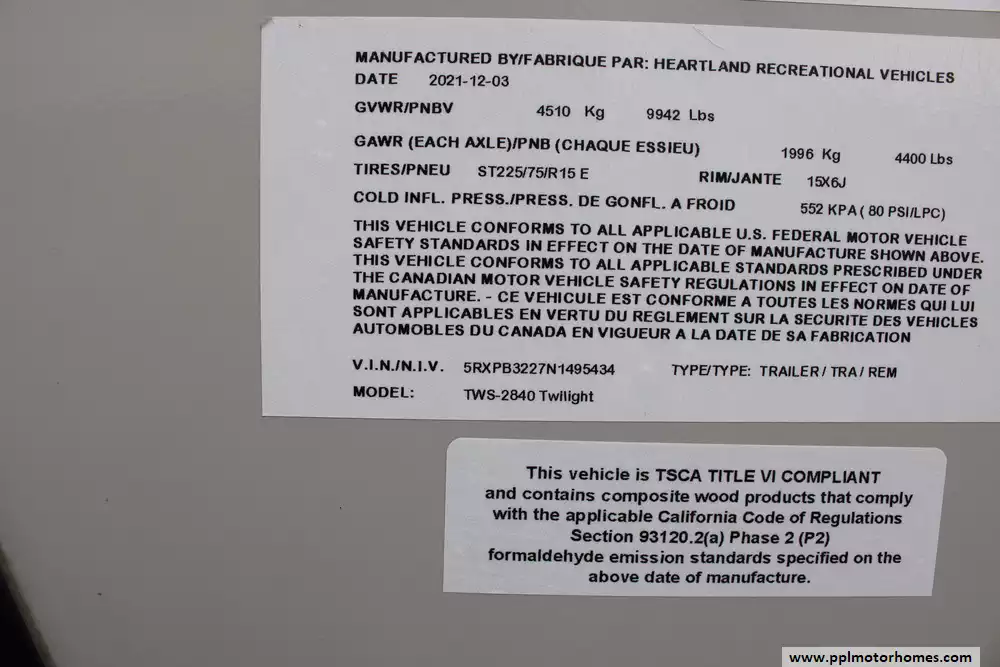 MANUFACTURED BY/FABRIQUE PAR: HEARTLAND RECREATIONAL VEHICLES
DATE 2021-12-03
GVWR/PNBV 4510 Kg 9942 Lbs
GAWR (EACH AXLE)/PNB (CHAQUE ESSIEU) 1996 Kg 4400 Lbs
TIRES/PNEU ST225/75/R15 E RIM/JANTE 15X6J
COLD INFL. PRESS./PRESS. DE GONFL. A FROID 552 KPA ( 80 PSI/LPC)
THIS VEHICLE CONFORMS TO ALL APPLICABLE U.S. FEDERAL MOTOR VEHICLE
SAFETY STANDARDS IN EFFECT ON THE DATE OF MANUFACTURE SHOWN ABOVE.
THIS VEHICLE CONFORMS TO ALL APPLICABLE STANDARDS PRESCRIBED UNDER
THE CANADIAN MOTOR VEHICLE SAFETY REGULATIONS IN EFFECT ON DATE OF
MANUFACTURE. - CE VEHICULE EST CONFORME A TOUTES LES NORMES QUI LUI
SONT APPLICABLES EN VERTU DU REGLEMENT SUR LA SECURITE DES VEHICLES
AUTOMOBLES DU CANADA EN VIGUEUR A LA DATE DE SA FABRICATION
V.I.N./N.I.V. 5RXPB3227N1495434 TYPE/TYPE: TRAILER / TRA / REM
MODEL: TWS-2840 Twilight
This vehicle is TSCA TITLE VI COMPLIANT
and contains composite wood products that comply
with the applicable California Code of Regulations
Section 93120.2(a) Phase 2 (P2)
formaldehyde emission standards specified on the
above date of manufacture.
www.pplmotorhomes.com